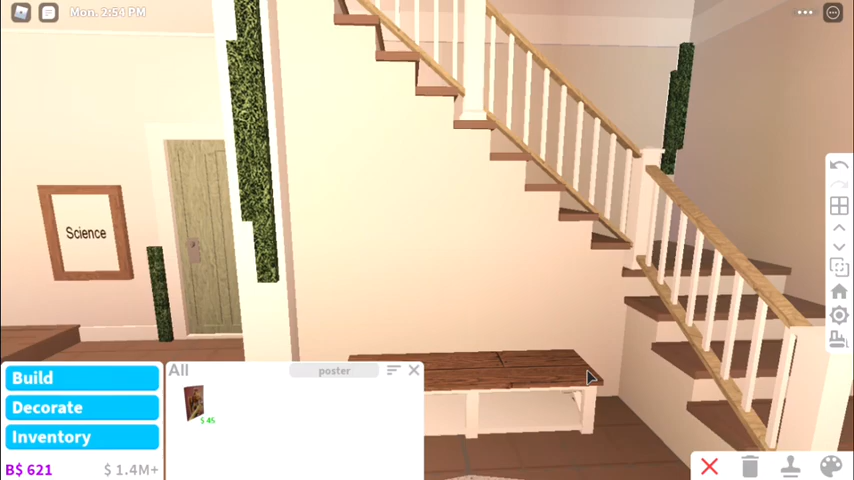 Mon. 2:54 PM
Science
Build
Decorate
Inventory
B$ 621
$ 1.4M+
All
poster
$ 45